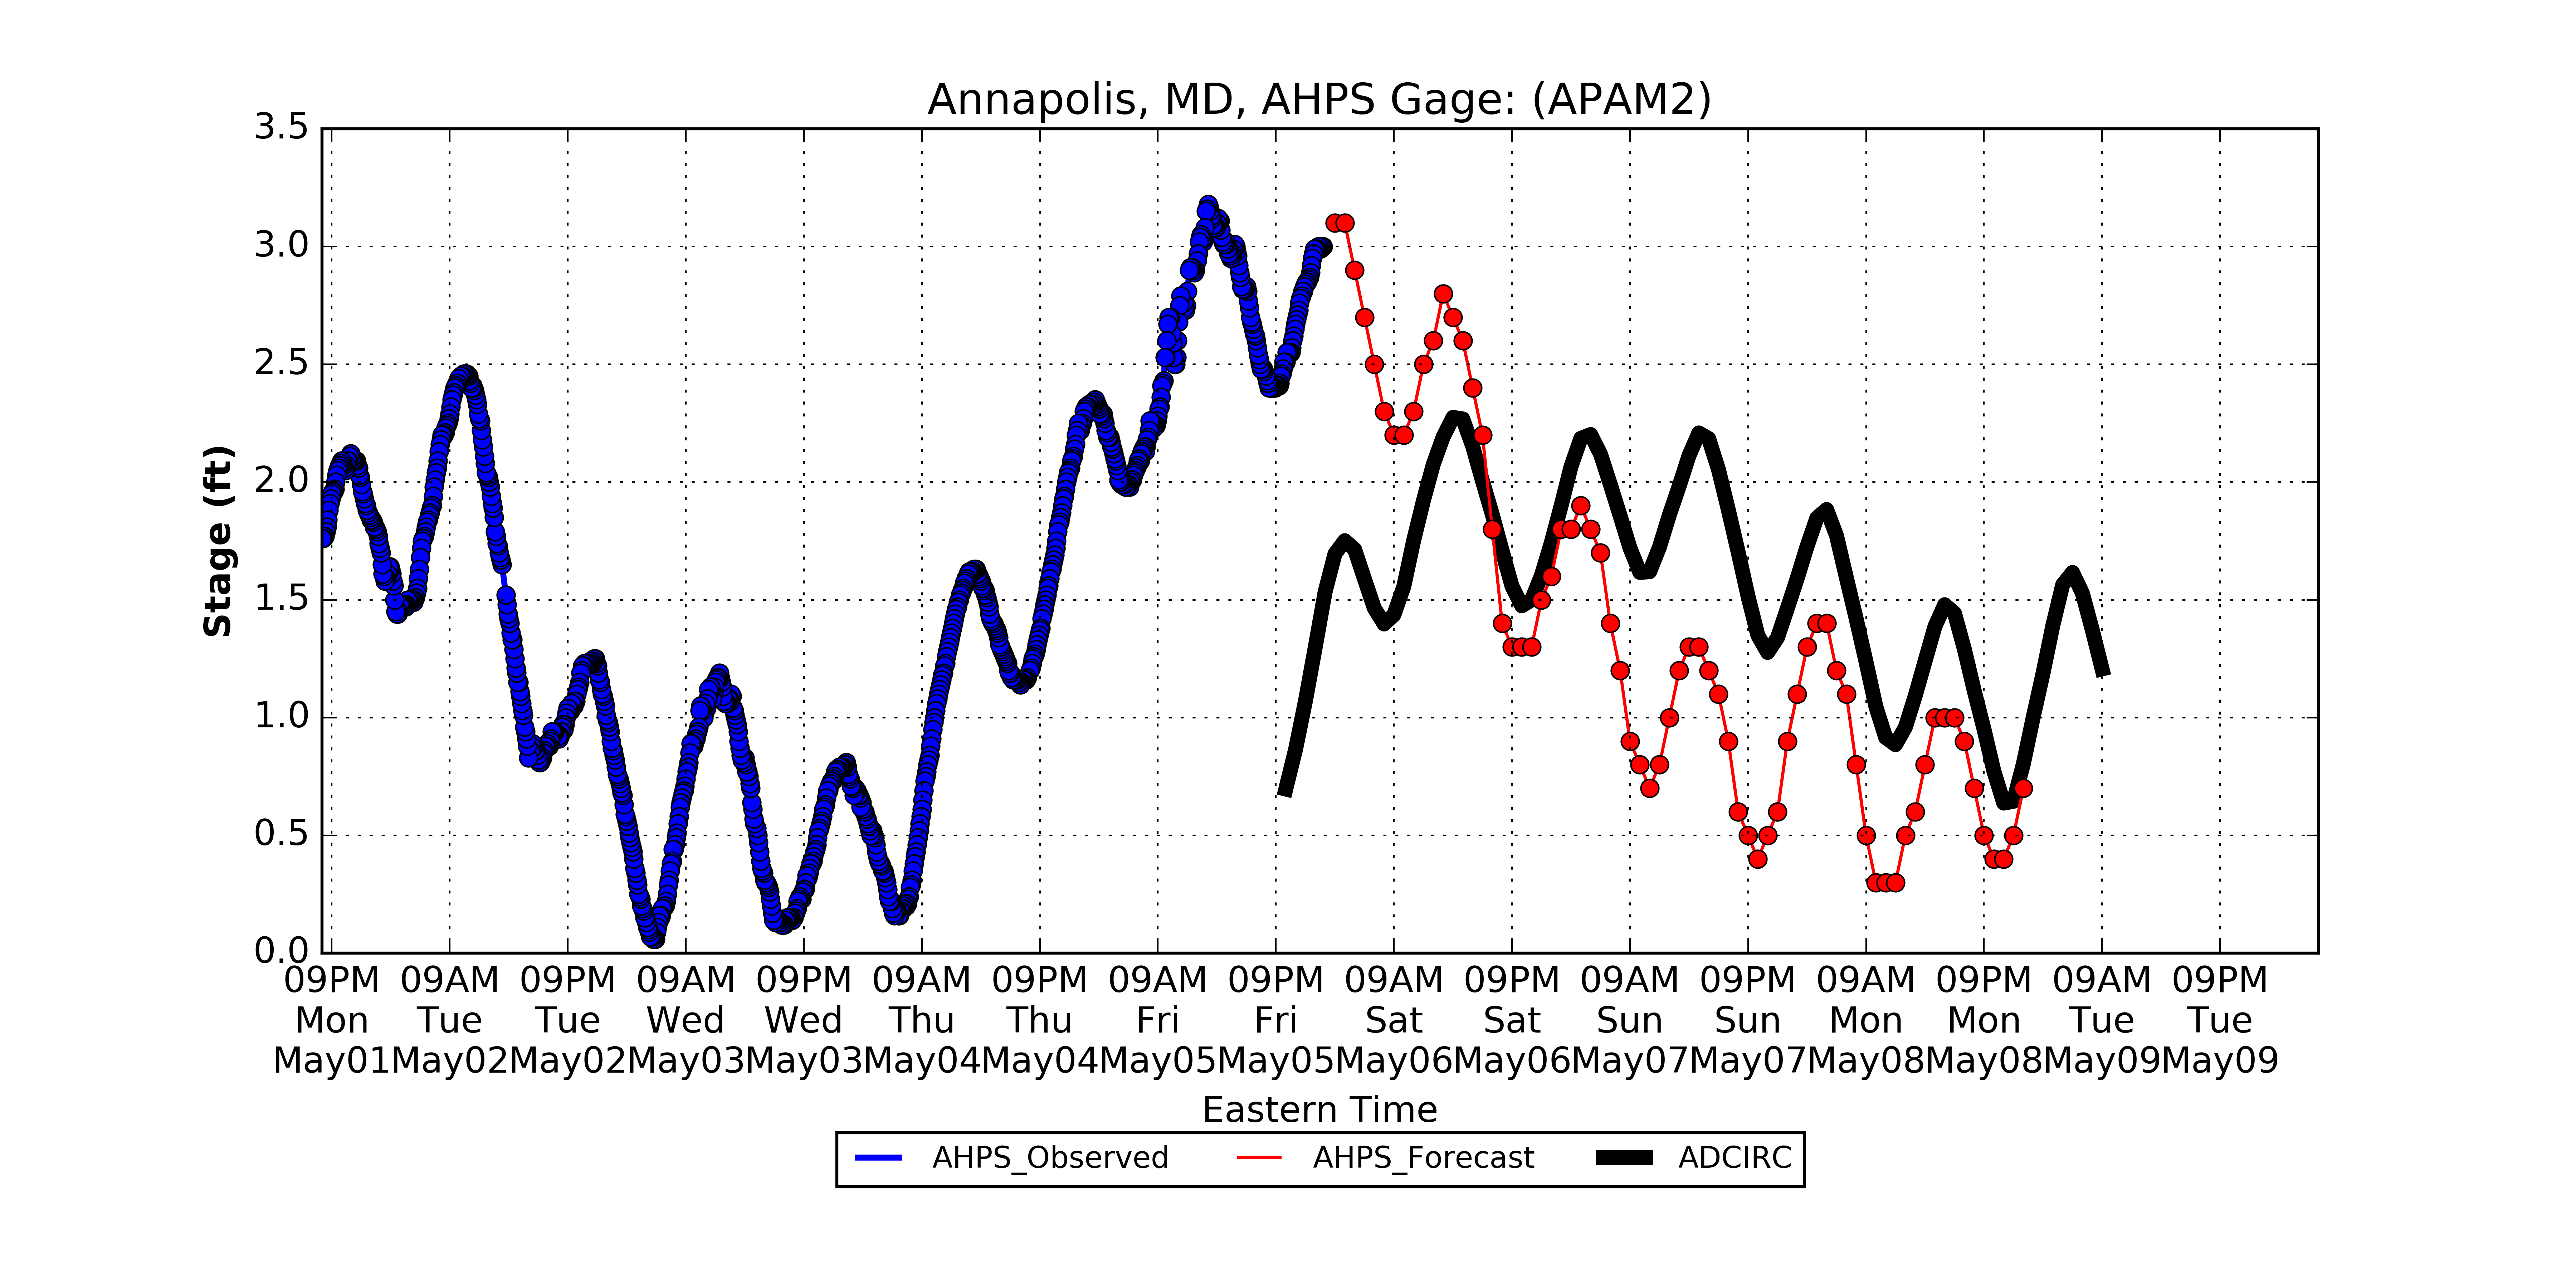 Annapolis, MD, AHPS Gage: (APAM2)
3.5
3.0
2.5
2.0
1.5
1.0
0.5
0.0
Stage (ft)
09PM 09AM 09PM 09AM 09PM 09AM 09PM 09AM 09PM 09AM 09PM 09AM 09PM 09AM 09PM 09AM 09PM
Mon Tue Tue Wed Wed Thu Thu Fri Fri Sat Sat Sun Sun Mon Mon Tue Tue
May01 May02 May02 May03 May03 May04 May04 May05 May05 May06 May06 May07 May07 May08 May08 May09 May09
Eastern Time
AHPS_Observed AHPS_Forecast ADCIRC